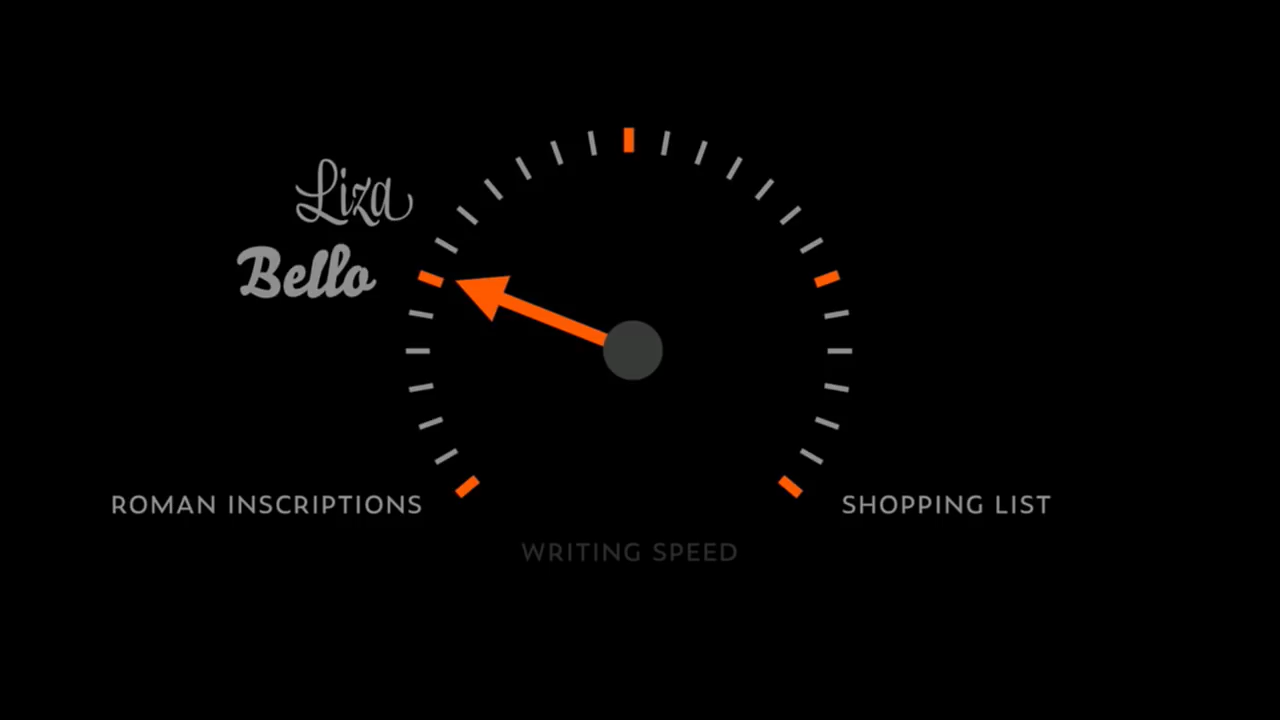 Liza
Bello
ROMAN INSCRIPTIONS
SHOPPING LIST
WRITING SPEED